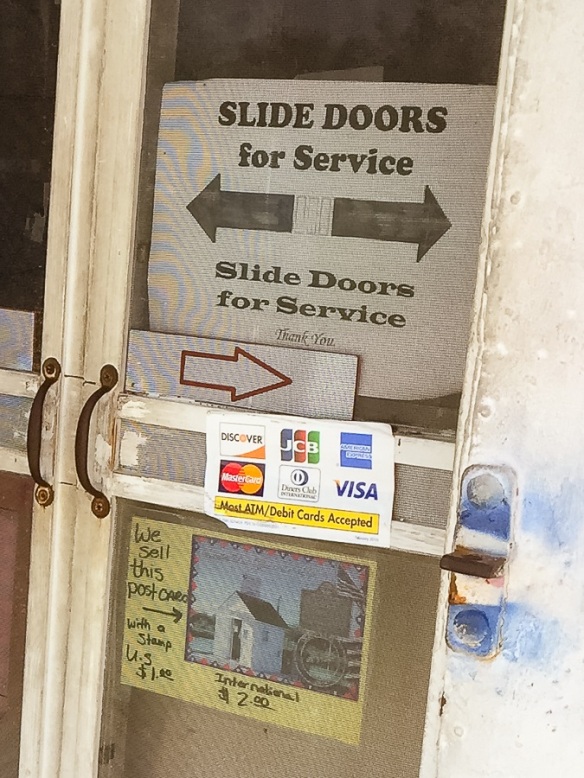 SLIDE DOORS
for Service
Slide Doors
for Service
Thank You.
DISCOVER
JCB
AMERICAN
EXPRESS
MasterCard
Diners Club
INTERNATIONAL
VISA
Most ATM/Debit Cards Accepted
We
sell
this
postcard
with a
Stamp
U.S
$1.00
International
$2.00